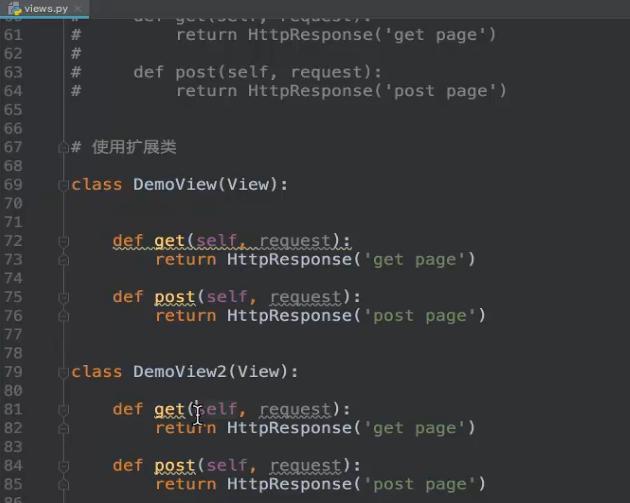 views.py
60 # def get(self, request):
61 # return HttpResponse('get page')
62 #
63 # def post(self, request):
64 # return HttpResponse('post page')
65
66
67 # 使用扩展类
68
69 class DemoView(View):
70
71
72 def get(self, request):
73 return HttpResponse('get page')
74
75 def post(self, request):
76 return HttpResponse('post page')
77
78
79 class DemoView2(View):
80
81 def get(self, request):
82 return HttpResponse('get page')
83
84 def post(self, request):
85 return HttpResponse('post page')
86